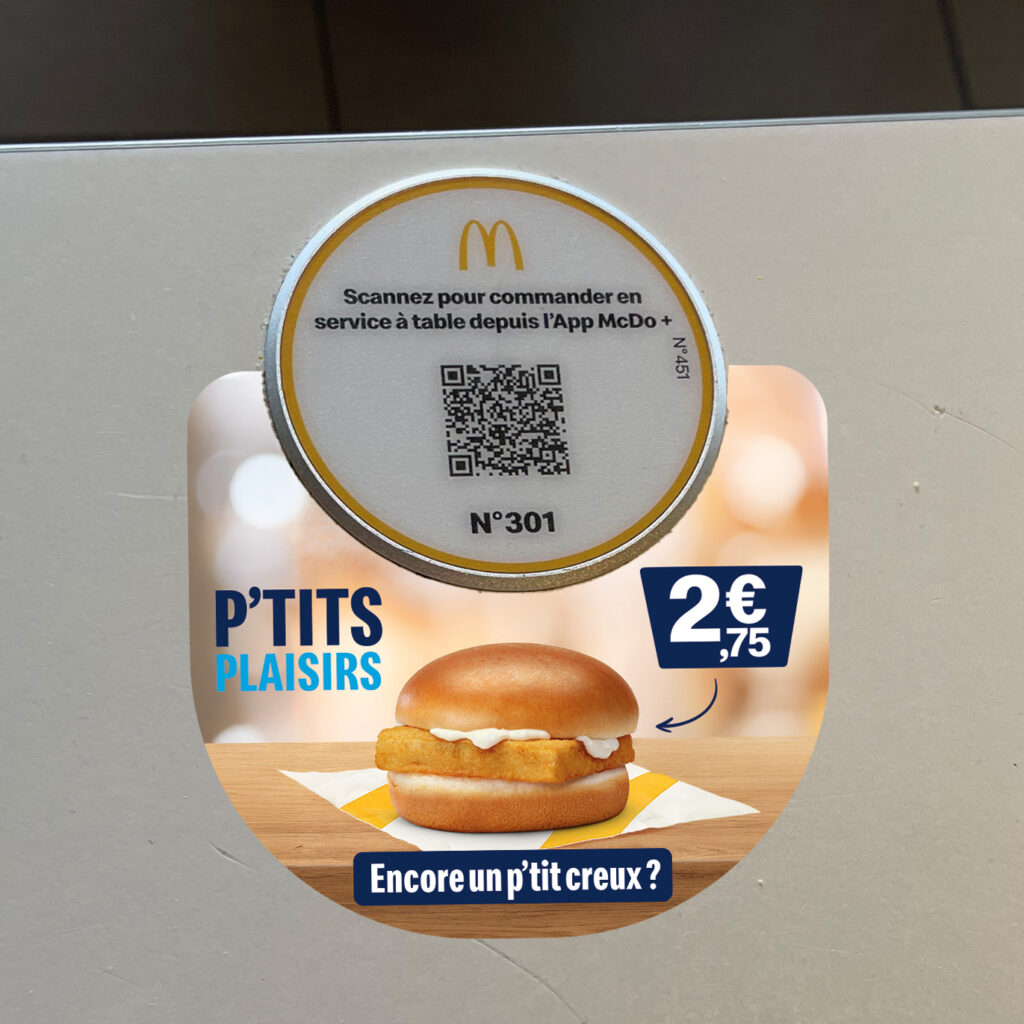 Scannez pour commander en
service à table depuis l'App McDo +
N°451
N°301
P'TITS
PLAISIRS
2€,75
Encore un p'tit creux ?